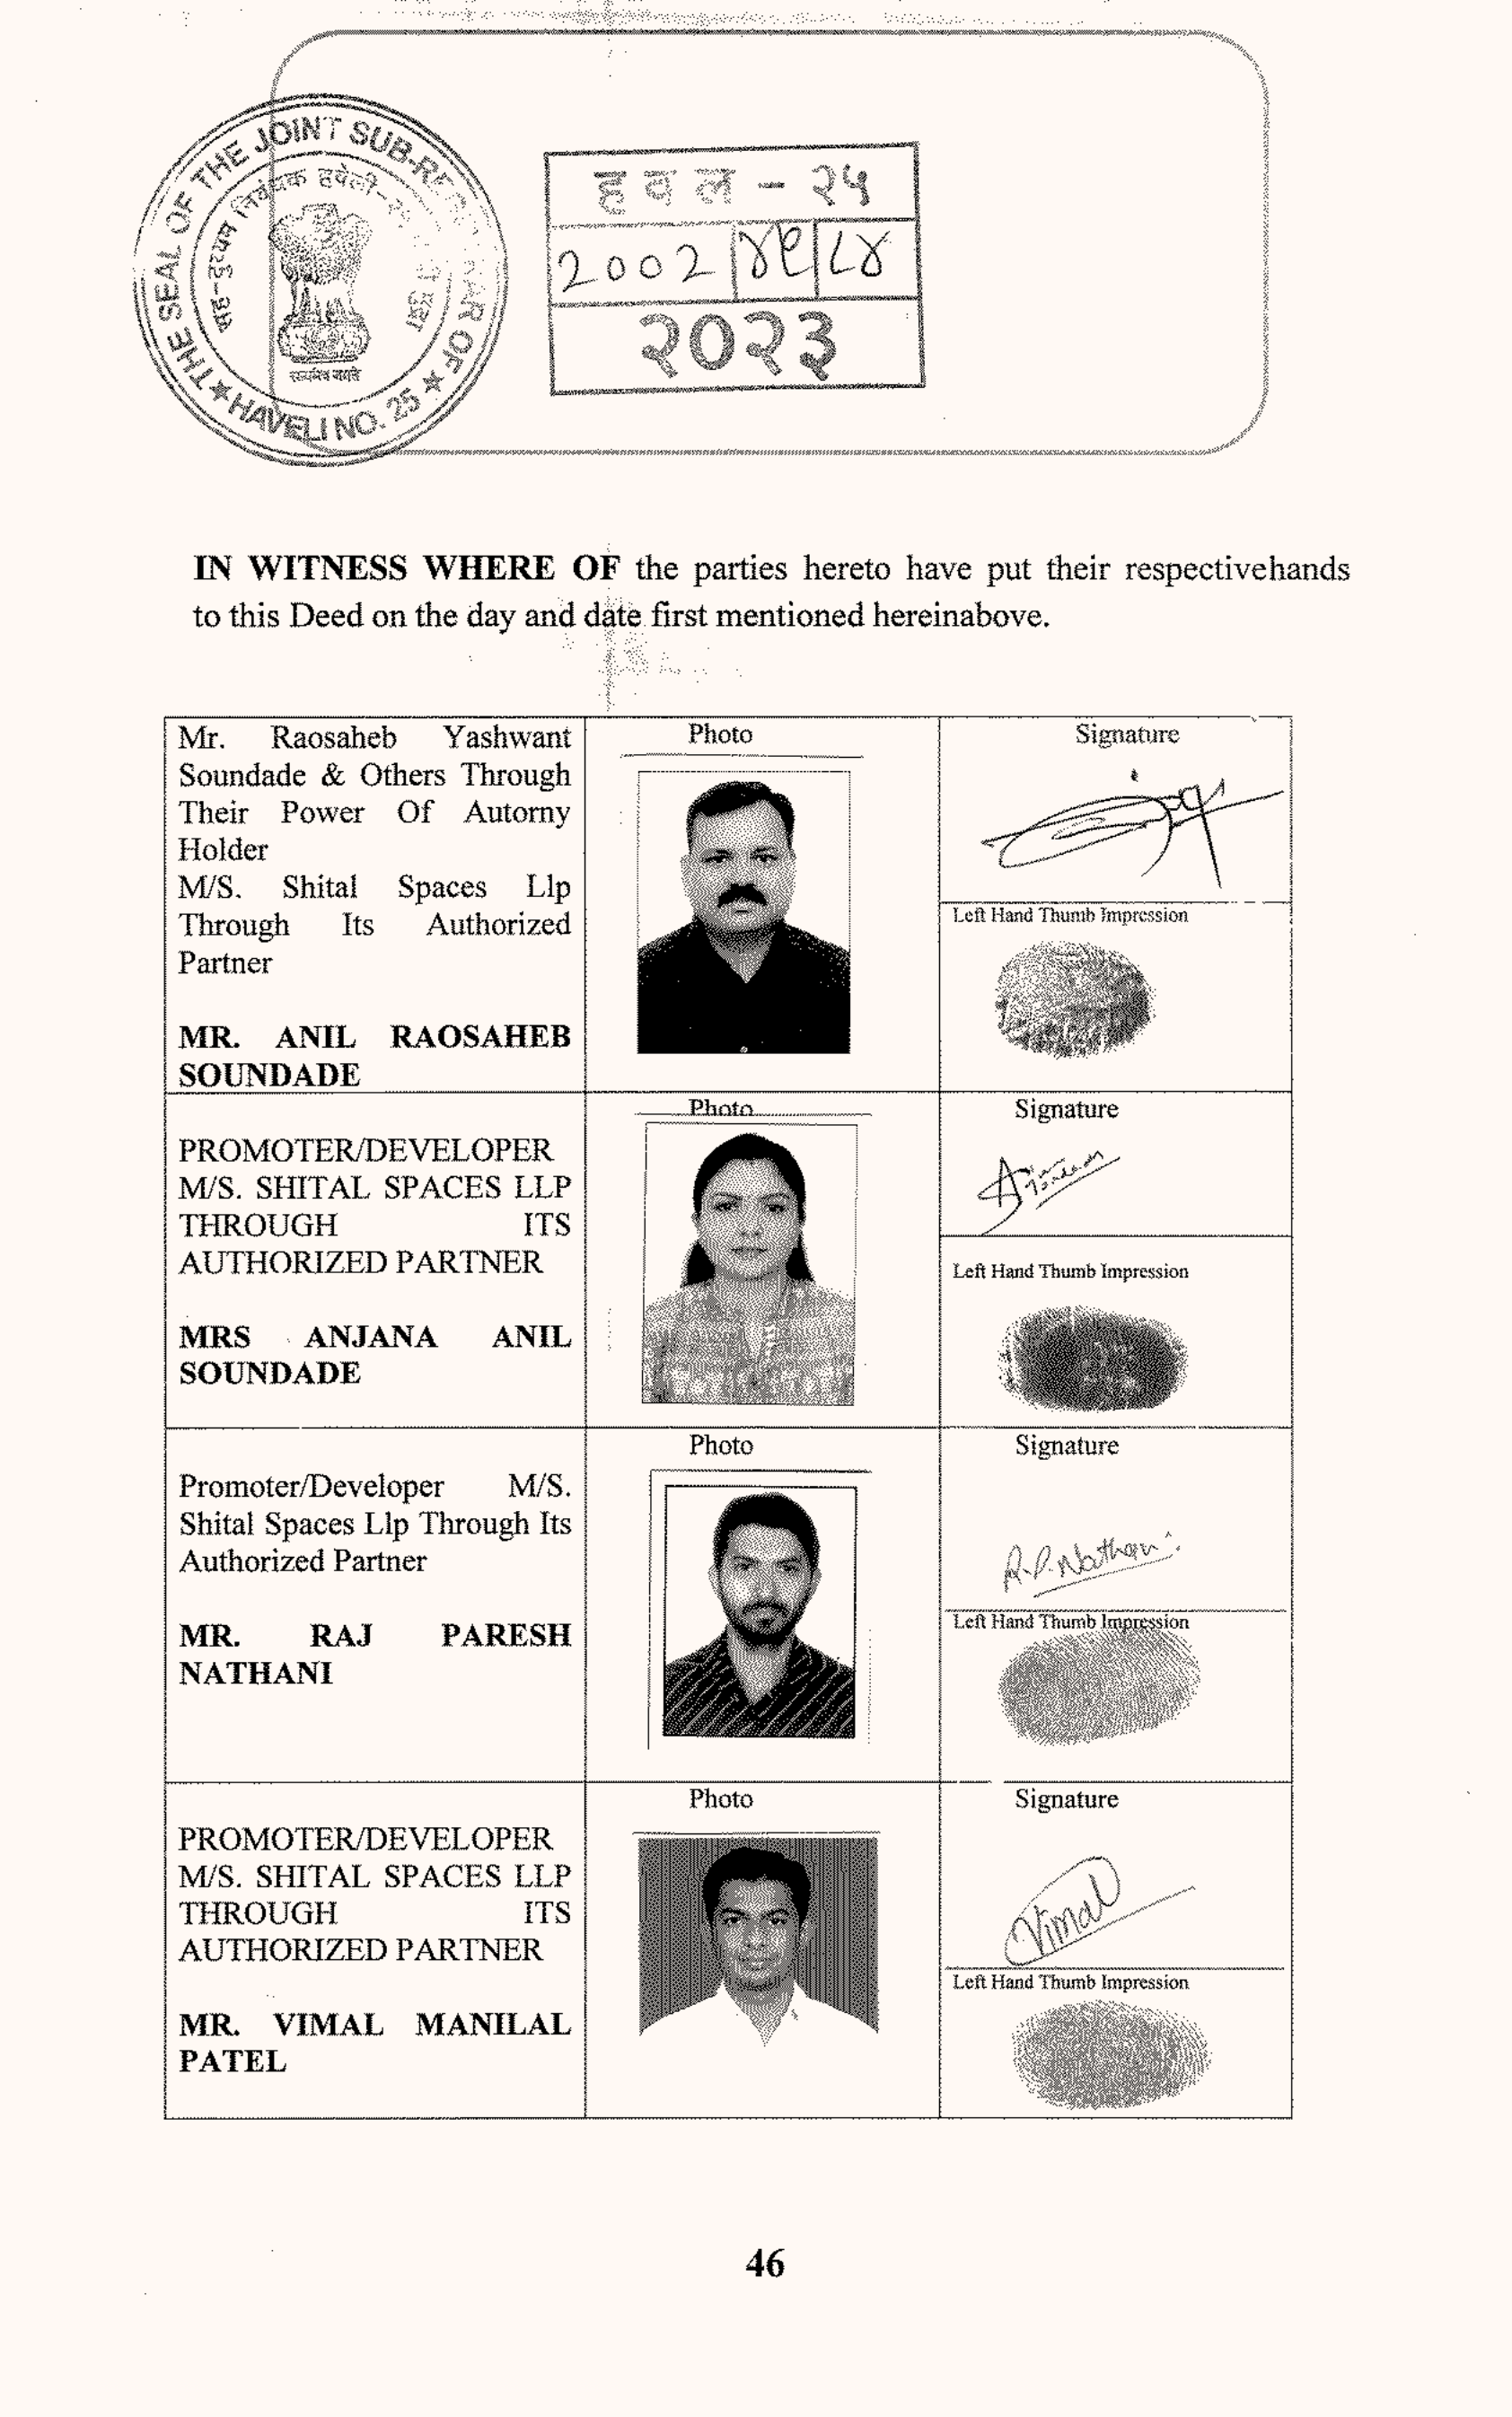 THE SEAL OF THE JOINT SUB-REGISTRAR OF
★ HAVELI NO. 25 ★
सह-दुय्यम निबंधक हवेली-
सत्यमेव जयते
हवल - २५
2002 ४९ ८४
२०२३
IN WITNESS WHERE OF the parties hereto have put their respectivehands
to this Deed on the day and date first mentioned hereinabove.
Mr. Raosaheb Yashwant
Soundade & Others Through
Their Power Of Autorny
Holder
M/S. Shital Spaces Llp
Through Its Authorized
Partner
MR. ANIL RAOSAHEB
SOUNDADE
Photo
Signature
Left Hand Thumb Impression
PROMOTER/DEVELOPER
M/S. SHITAL SPACES LLP
THROUGH ITS
AUTHORIZED PARTNER
MRS ANJANA ANIL
SOUNDADE
Photo
Signature
Left Hand Thumb Impression
Promoter/Developer M/S.
Shital Spaces Llp Through Its
Authorized Partner
MR. RAJ PARESH
NATHANI
Photo
Signature
R.P. Nathani
Left Hand Thumb Impression
PROMOTER/DEVELOPER
M/S. SHITAL SPACES LLP
THROUGH ITS
AUTHORIZED PARTNER
MR. VIMAL MANILAL
PATEL
Photo
Signature
Vimal
Left Hand Thumb Impression
46